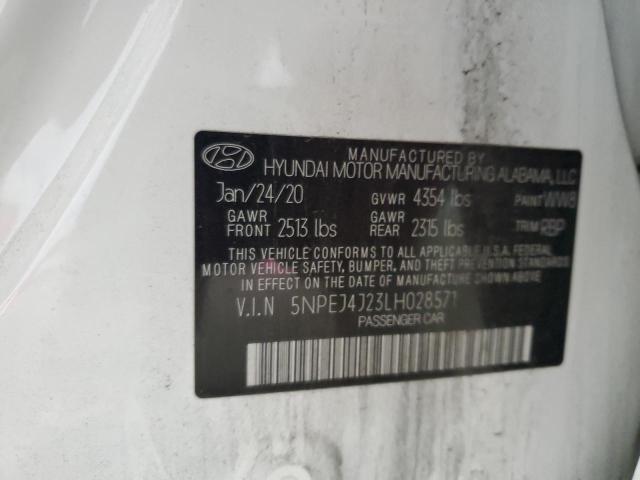 MANUFACTURED BY
HYUNDAI MOTOR MANUFACTURING ALABAMA, LLC
Jan/24/20 GVWR 4354 lbs PAINT WW8
GAWR FRONT 2513 lbs GAWR REAR 2315 lbs TRIM RBP
THIS VEHICLE CONFORMS TO ALL APPLICABLE U.S.A. FEDERAL
MOTOR VEHICLE SAFETY, BUMPER, AND THEFT PREVENTION STANDARDS
IN EFFECT ON THE DATE OF MANUFACTURE SHOWN ABOVE
V.I.N 5NPEJ4J23LH028571
PASSENGER CAR